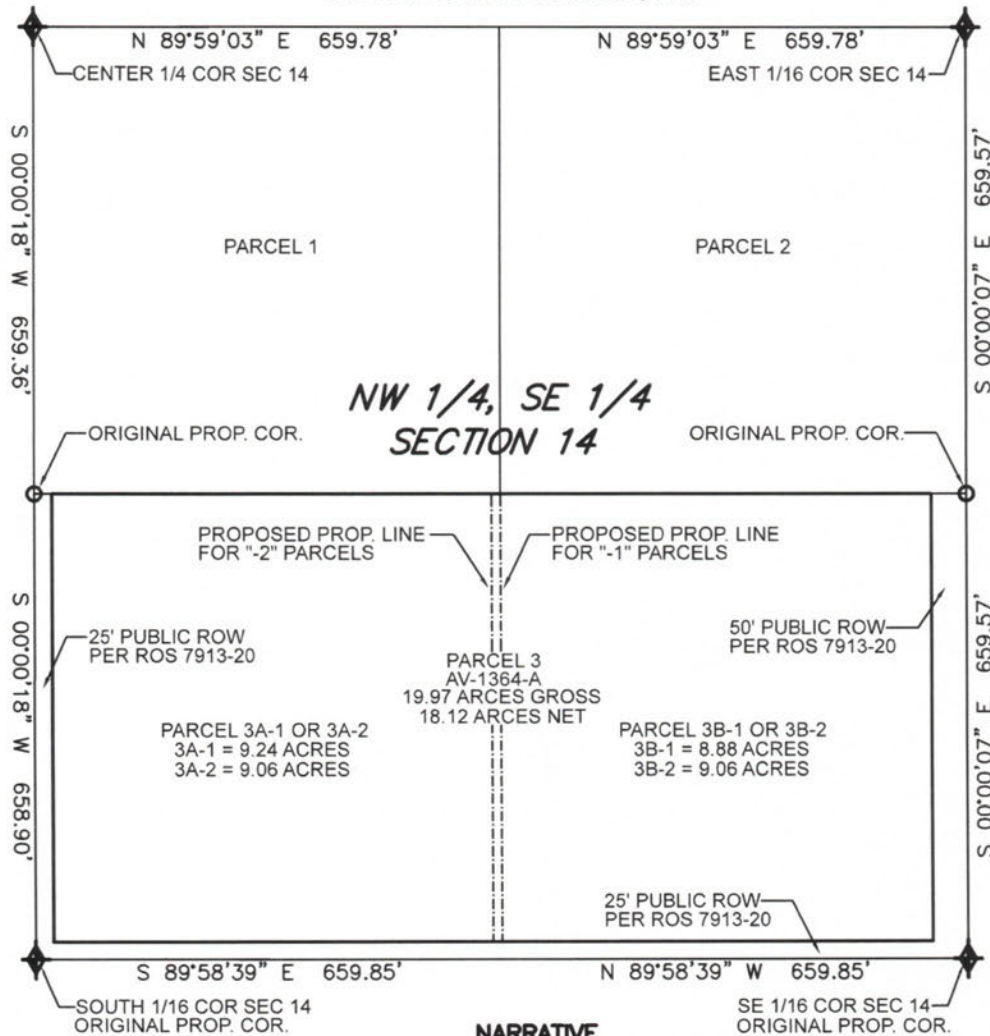 N 89°59'03" E 659.78'
N 89°59'03" E 659.78'
CENTER 1/4 COR SEC 14
EAST 1/16 COR SEC 14
S 00°00'18" W 659.36'
S 00°00'07" E 659.57'
PARCEL 1
PARCEL 2
NW 1/4, SE 1/4
SECTION 14
ORIGINAL PROP. COR.
ORIGINAL PROP. COR.
PROPOSED PROP. LINE
FOR "-2" PARCELS
PROPOSED PROP. LINE
FOR "-1" PARCELS
S 00°00'18" W 658.90'
S 00°00'07" E 659.57'
25' PUBLIC ROW
PER ROS 7913-20
50' PUBLIC ROW
PER ROS 7913-20
PARCEL 3
AV-1364-A
19.97 ARCES GROSS
18.12 ARCES NET
PARCEL 3A-1 OR 3A-2
3A-1 = 9.24 ACRES
3A-2 = 9.06 ACRES
PARCEL 3B-1 OR 3B-2
3B-1 = 8.88 ACRES
3B-2 = 9.06 ACRES
25' PUBLIC ROW
PER ROS 7913-20
S 89°58'39" E 659.85'
N 89°58'39" W 659.85'
SOUTH 1/16 COR SEC 14
ORIGINAL PROP. COR.
SE 1/16 COR SEC 14
ORIGINAL PROP. COR.
NARRATIVE